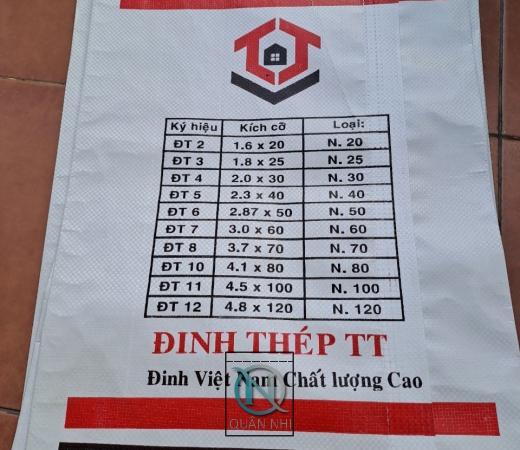 Ký hiệu Kích cỡ Loại:
ĐT 2 1.6 x 20 N. 20
ĐT 3 1.8 x 25 N. 25
ĐT 4 2.0 x 30 N. 30
ĐT 5 2.3 x 40 N. 40
ĐT 6 2.87 x 50 N. 50
ĐT 7 3.0 x 60 N. 60
ĐT 8 3.7 x 70 N. 70
ĐT 10 4.1 x 80 N. 80
ĐT 11 4.5 x 100 N. 100
ĐT 12 4.8 x 120 N. 120
ĐINH THÉP TT
Đinh Việt Nam Chất lượng Cao
QUÂN NHI